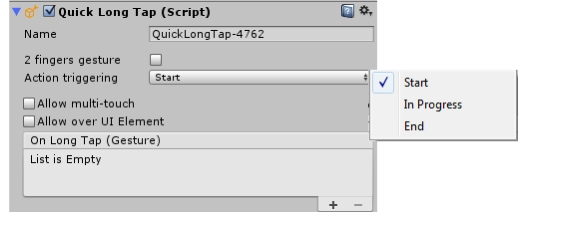 Quick Long Tap (Script)
Name QuickLongTap-4762
2 fingers gesture
Action triggering Start
Start
In Progress
End
Allow multi-touch
Allow over UI Element
On Long Tap (Gesture)
List is Empty
+ −